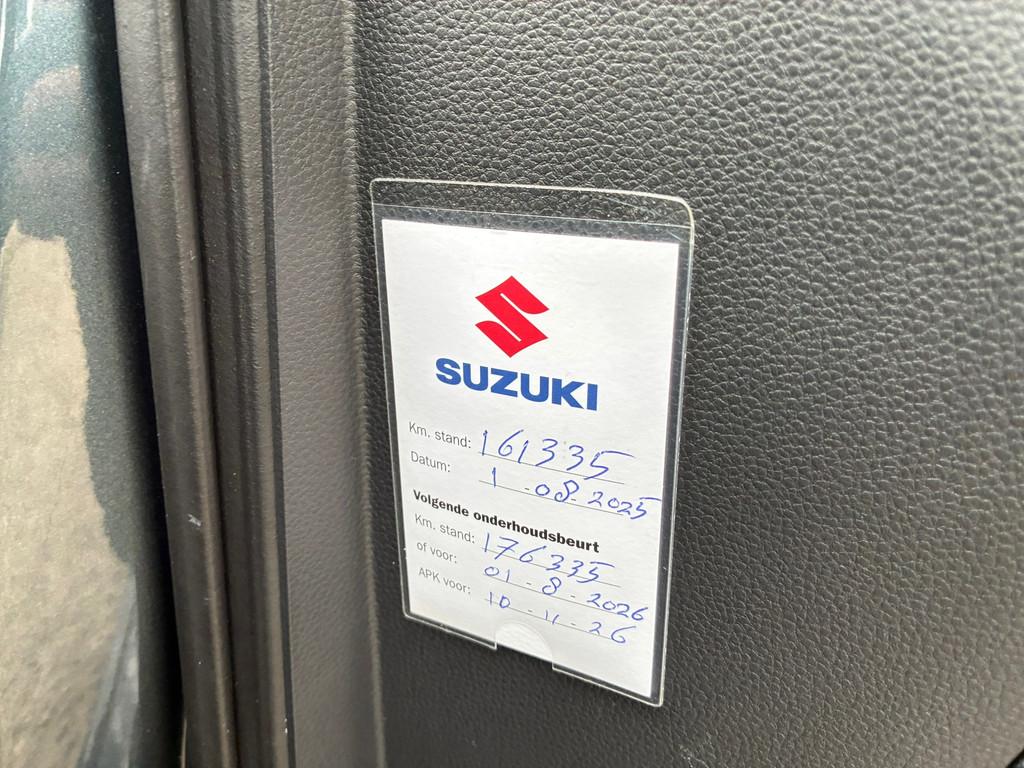 SUZUKI
Km. stand: 161335
Datum: 1-08-2025
Volgende onderhoudsbeurt
Km. stand: 176335
of voor: 01-8-2026
APK voor: 10-11-26